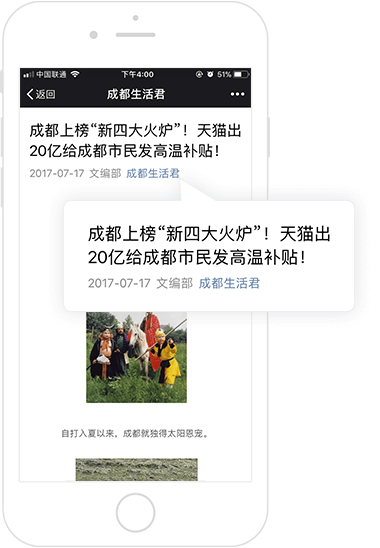 中国联通 下午4:00 51%
返回 成都生活君
成都上榜“新四大火炉”！天猫出
20亿给成都市民发高温补贴！
2017-07-17 文编部 成都生活君
成都上榜“新四大火炉”！天猫出
20亿给成都市民发高温补贴！
2017-07-17 文编部 成都生活君
自打入夏以来，成都就独得太阳恩宠。